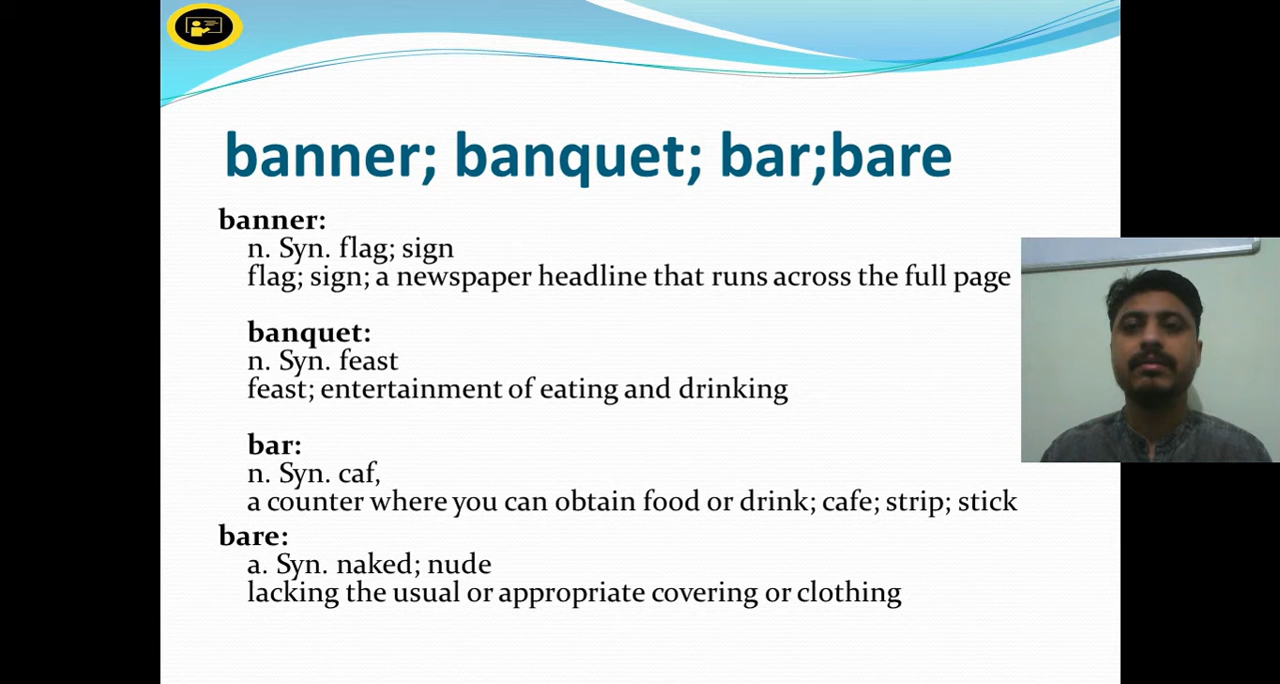 banner; banquet; bar;bare
banner:
n. Syn. flag; sign
flag; sign; a newspaper headline that runs across the full page
banquet:
n. Syn. feast
feast; entertainment of eating and drinking
bar:
n. Syn. caf,
a counter where you can obtain food or drink; cafe; strip; stick
bare:
a. Syn. naked; nude
lacking the usual or appropriate covering or clothing